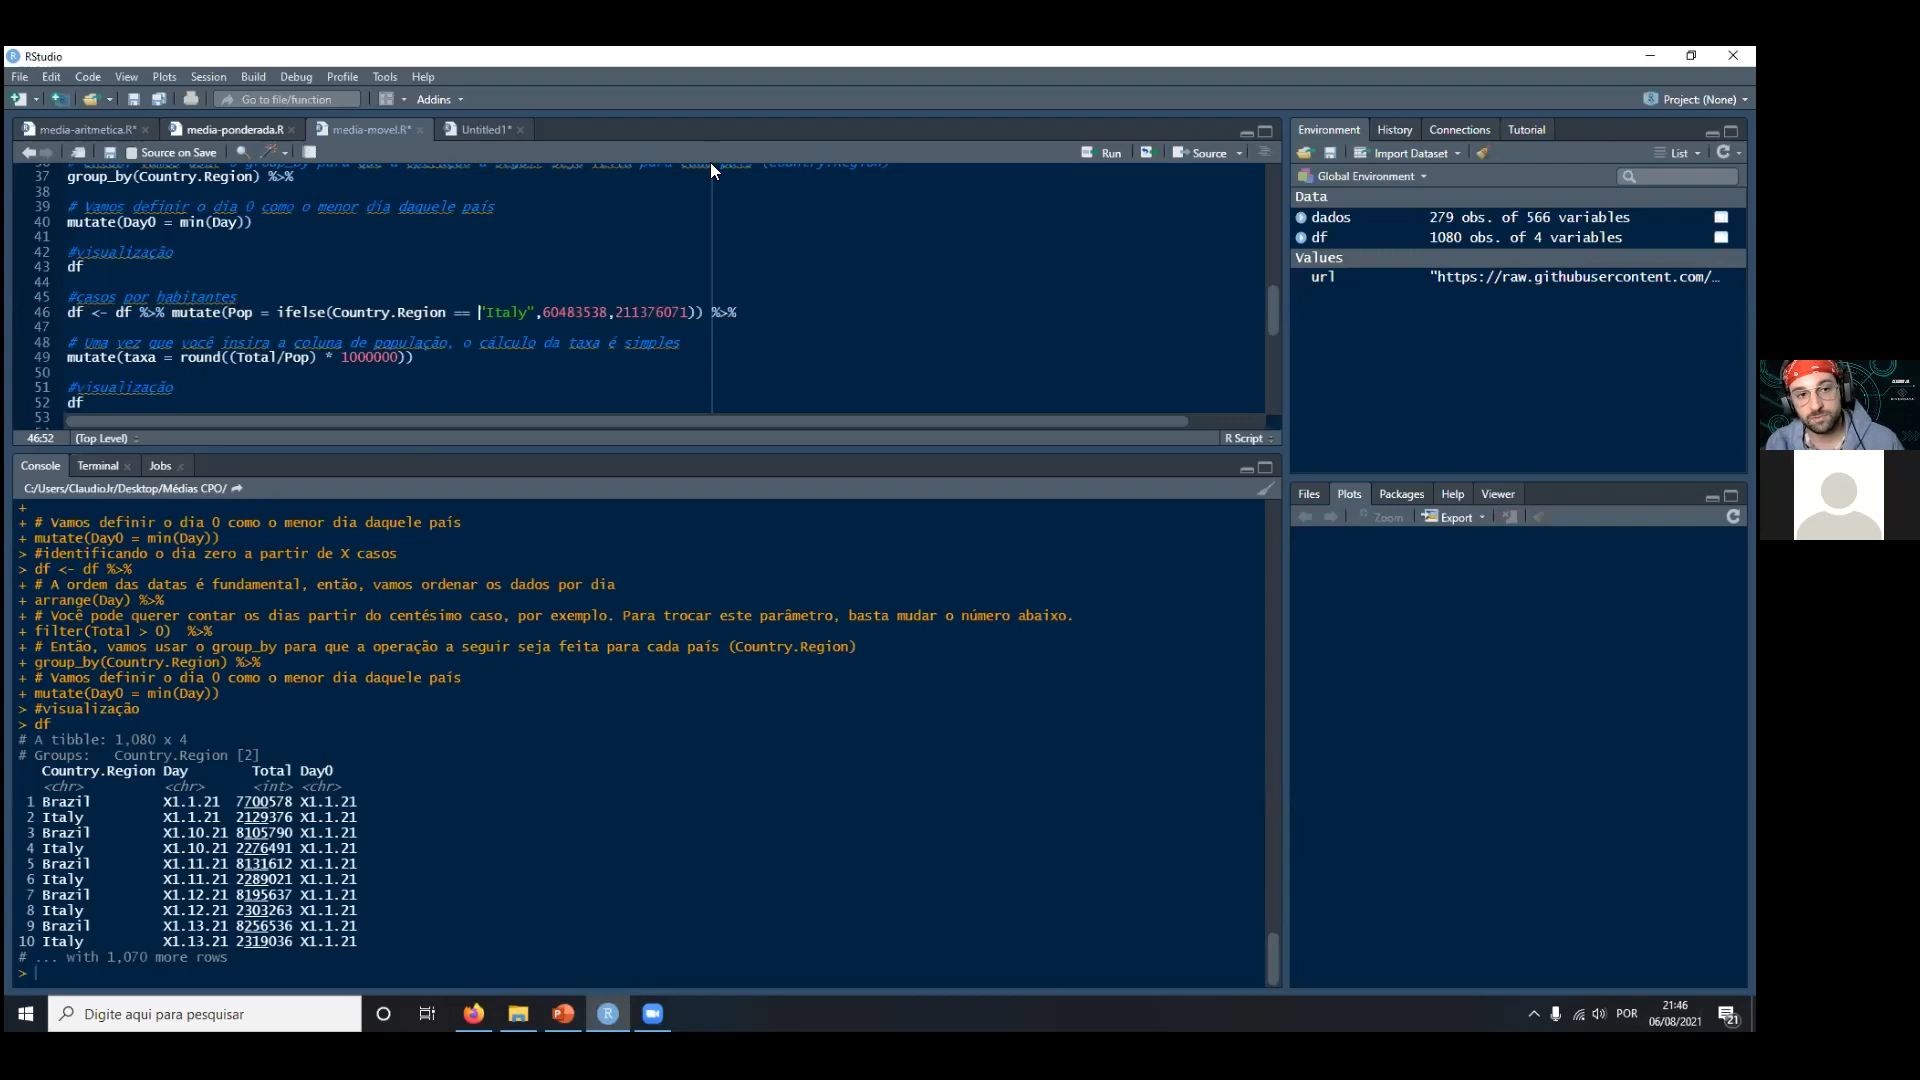 RStudio
File Edit Code View Plots Session Build Debug Profile Tools Help
Go to file/function Addins Project: (None)
media-aritmetica.R* media-ponderada.R media-movel.R* Untitled1*
Source on Save Run Source
37 group_by(Country.Region) %>%
38
39 # Vamos definir o dia 0 como o menor dia daquele país
40 mutate(Day0 = min(Day))
41
42 #visualização
43 df
44
45 #casos por habitantes
46 df <- df %>% mutate(Pop = ifelse(Country.Region == "Italy",60483538,211376071)) %>%
47
48 # Uma vez que você insira a coluna de população, o cálculo da taxa é simples
49 mutate(taxa = round((Total/Pop) * 1000000))
50
51 #visualização
52 df
53
46:52 (Top Level) R Script
Console Terminal Jobs
C:/Users/ClaudioJr/Desktop/Médias CPO/
+
+ # Vamos definir o dia 0 como o menor dia daquele país
+ mutate(Day0 = min(Day))
> #identificando o dia zero a partir de X casos
> df <- df %>%
+ # A ordem das datas é fundamental, então, vamos ordenar os dados por dia
+ arrange(Day) %>%
+ # Você pode querer contar os dias partir do centésimo caso, por exemplo. Para trocar este parâmetro, basta mudar o número abaixo.
+ filter(Total > 0)  %>%
+ # Então, vamos usar o group_by para que a operação a seguir seja feita para cada país (Country.Region)
+ group_by(Country.Region) %>%
+ # Vamos definir o dia 0 como o menor dia daquele país
+ mutate(Day0 = min(Day))
> #visualização
> df
# A tibble: 1,080 x 4
# Groups:   Country.Region [2]
Country.Region Day Total Day0
<chr> <chr> <int> <chr>
1 Brazil X1.1.21 7700578 X1.1.21
2 Italy X1.1.21 2129376 X1.1.21
3 Brazil X1.10.21 8105790 X1.1.21
4 Italy X1.10.21 2276491 X1.1.21
5 Brazil X1.11.21 8131612 X1.1.21
6 Italy X1.11.21 2289021 X1.1.21
7 Brazil X1.12.21 8195637 X1.1.21
8 Italy X1.12.21 2303263 X1.1.21
9 Brazil X1.13.21 8256536 X1.1.21
10 Italy X1.13.21 2319036 X1.1.21
# ... with 1,070 more rows
>
Environment History Connections Tutorial
Import Dataset List
Global Environment
Data
dados 279 obs. of 566 variables
df 1080 obs. of 4 variables
Values
url "https://raw.githubusercontent.com/…
Files Plots Packages Help Viewer
Zoom Export
Digite aqui para pesquisar
POR
21:46
06/08/2021
21